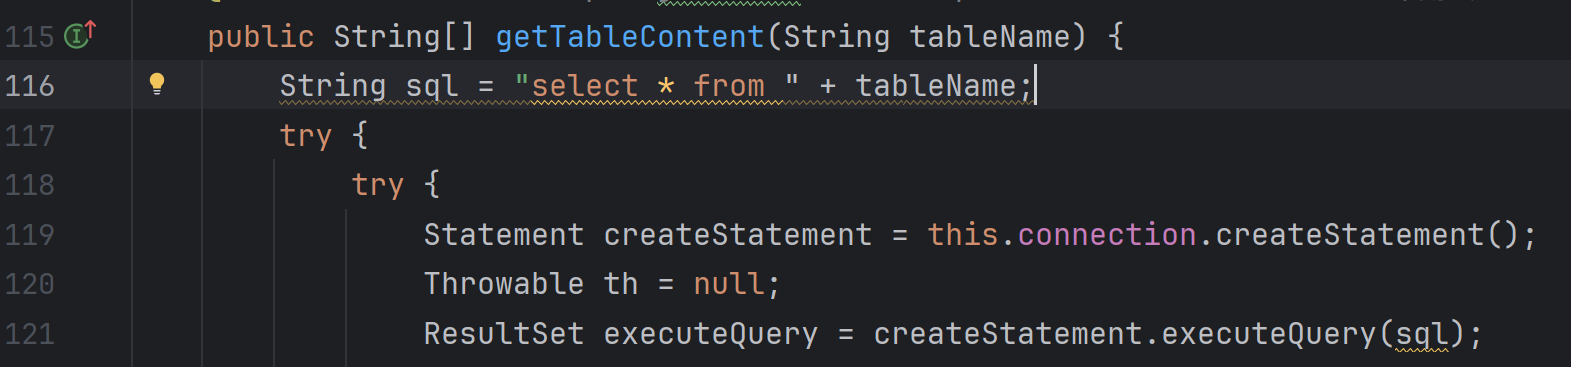 115 public String[] getTableContent(String tableName) {
116 String sql = "select * from " + tableName;
117 try {
118 try {
119 Statement createStatement = this.connection.createStatement();
120 Throwable th = null;
121 ResultSet executeQuery = createStatement.executeQuery(sql);